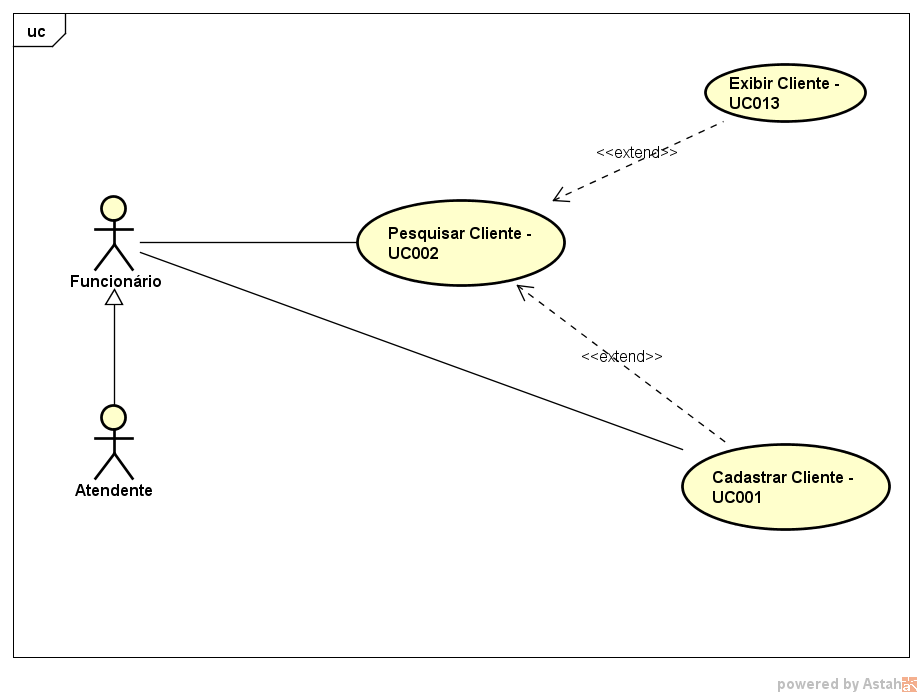 uc
Exibir Cliente -
UC013
<<extend>>
Pesquisar Cliente -
UC002
Funcionário
<<extend>>
Cadastrar Cliente -
UC001
Atendente
powered by Astah